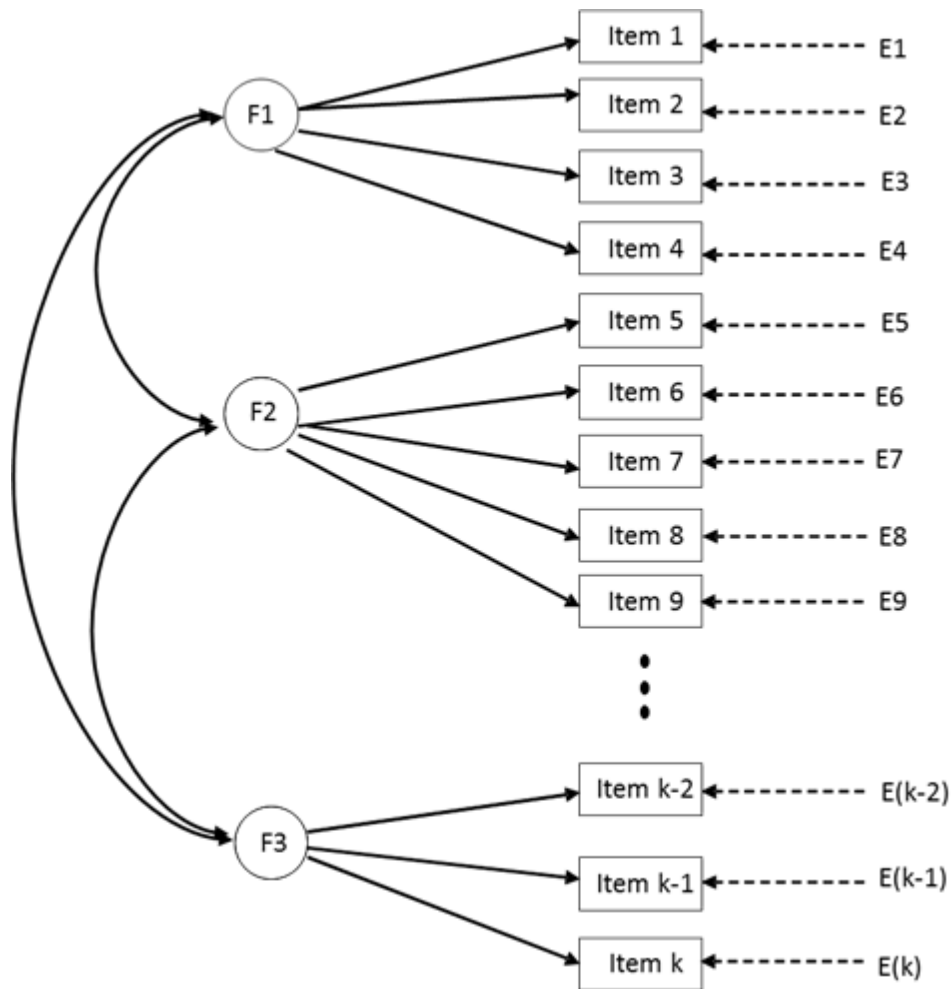 Item 1
E1
F1
Item 2
E2
Item 3
E3
Item 4
E4
Item 5
E5
F2
Item 6
E6
Item 7
E7
Item 8
E8
Item 9
E9
Item k-2
E(k-2)
F3
Item k-1
E(k-1)
Item k
E(k)